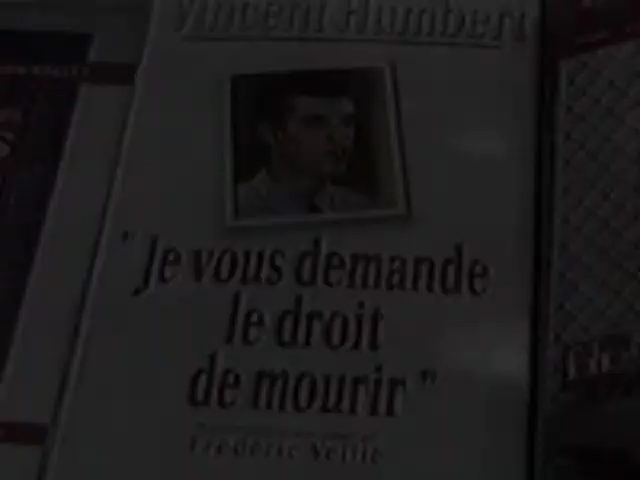 Vincent Humbert
"Je vous demande
le droit
de mourir"
Frédéric Veille